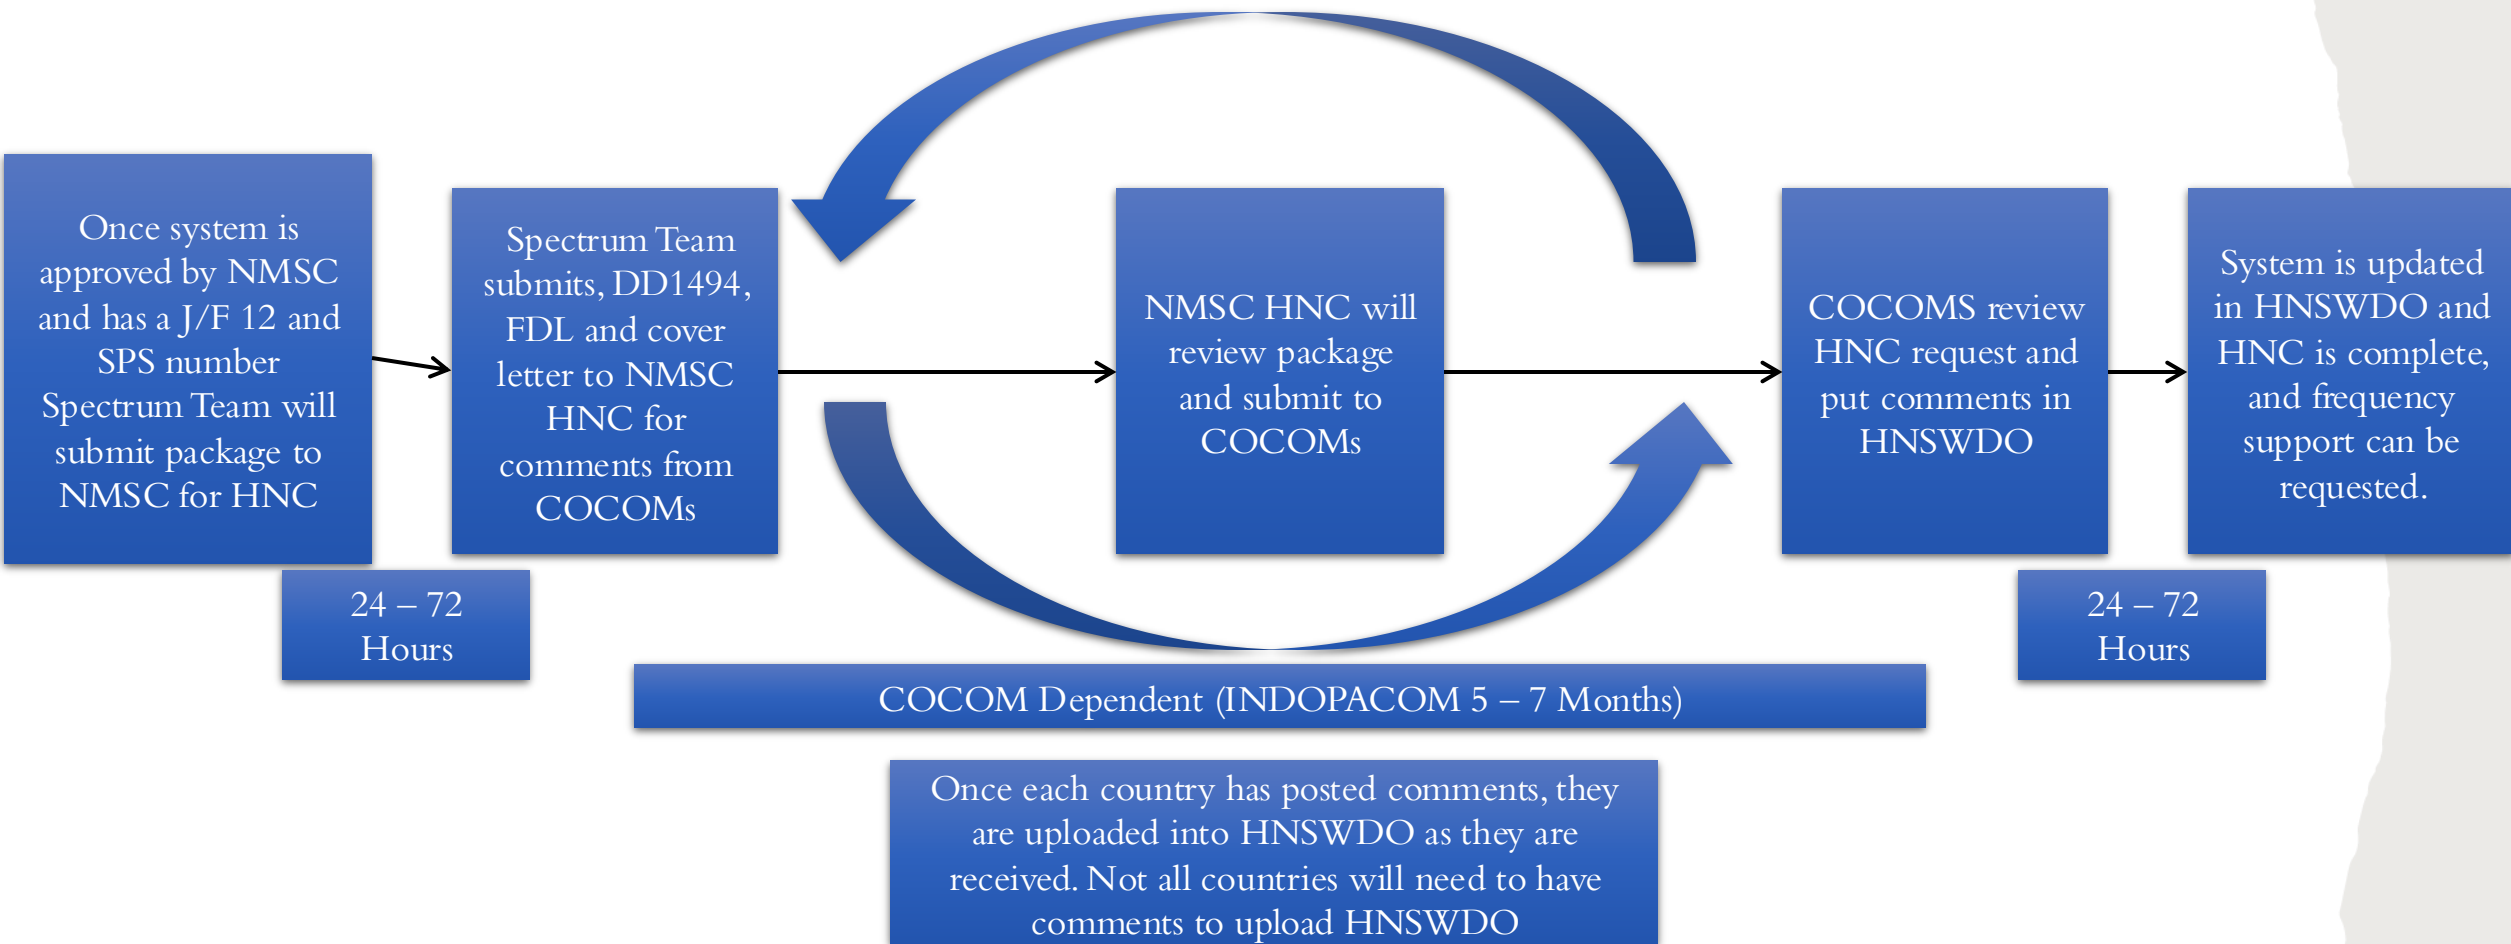 Once system is
approved by NMSC
and has a J/F 12 and
SPS number
Spectrum Team will
submit package to
NMSC for HNC
Spectrum Team
submits, DD1494,
FDL and cover
letter to NMSC
HNC for
comments from
COCOMs
NMSC HNC will
review package
and submit to
COCOMs
COCOMS review
HNC request and
put comments in
HNSWDO
System is updated
in HNSWDO and
HNC is complete,
and frequency
support can be
requested.
24 – 72
Hours
24 – 72
Hours
COCOM Dependent (INDOPACOM 5 – 7 Months)
Once each country has posted comments, they
are uploaded into HNSWDO as they are
received. Not all countries will need to have
comments to upload HNSWDO